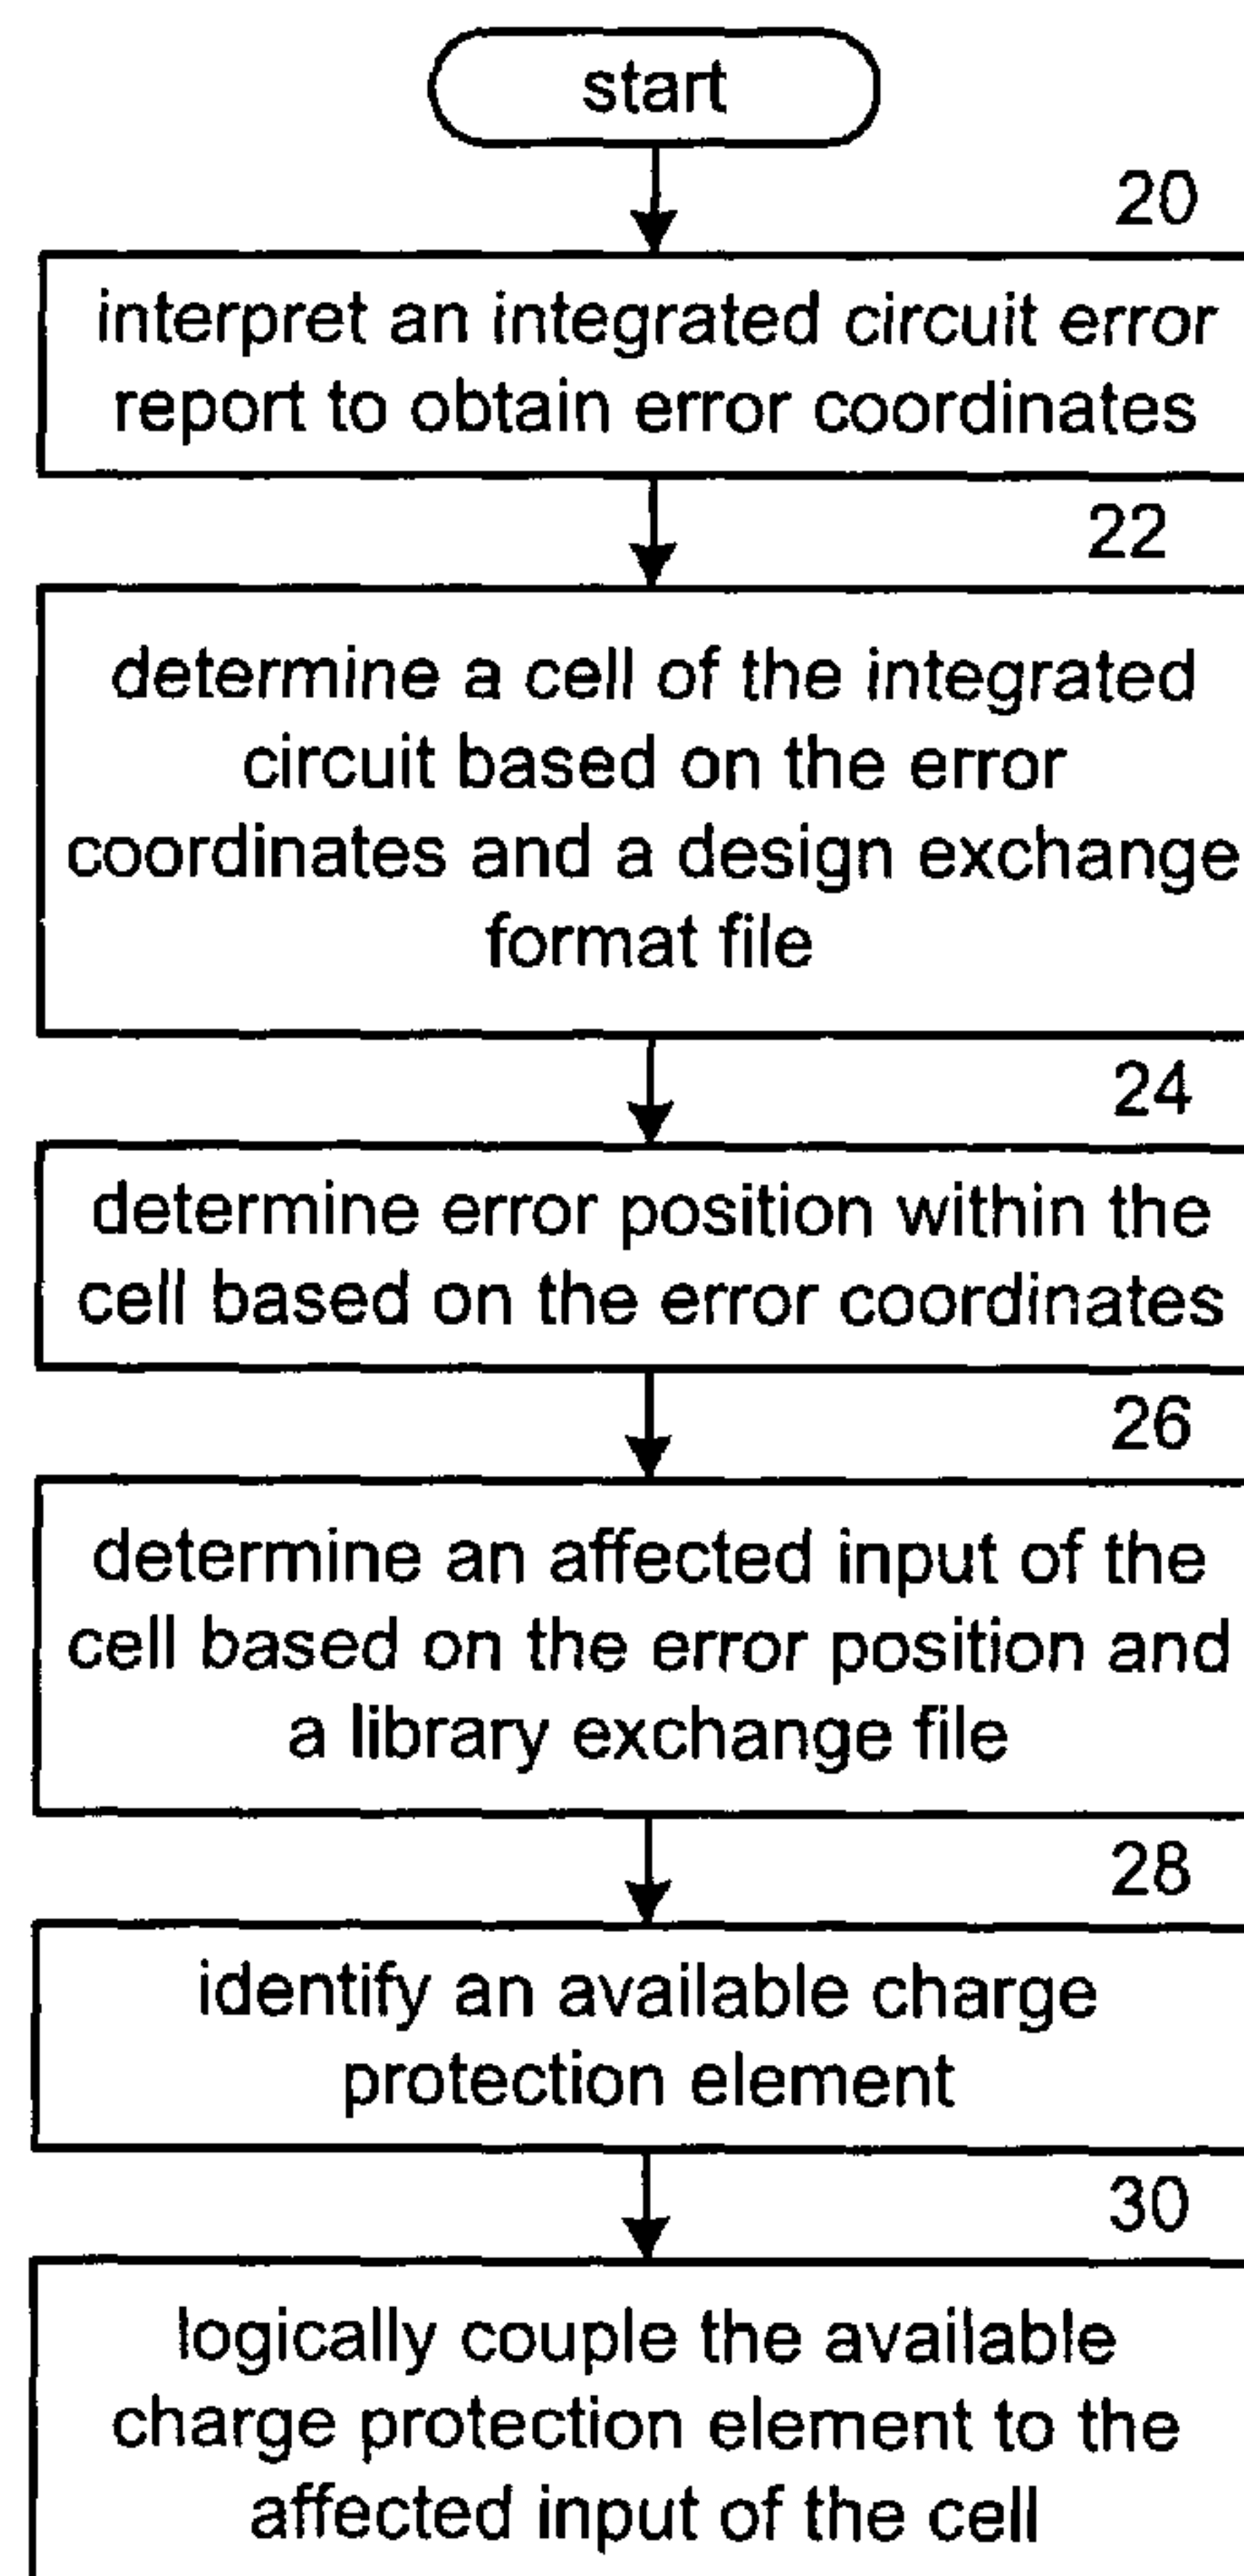 start
20
interpret an integrated circuit error
report to obtain error coordinates
22
determine a cell of the integrated
circuit based on the error
coordinates and a design exchange
format file
24
determine error position within the
cell based on the error coordinates
26
determine an affected input of the
cell based on the error position and
a library exchange file
28
identify an available charge
protection element
30
logically couple the available
charge protection element to the
affected input of the cell